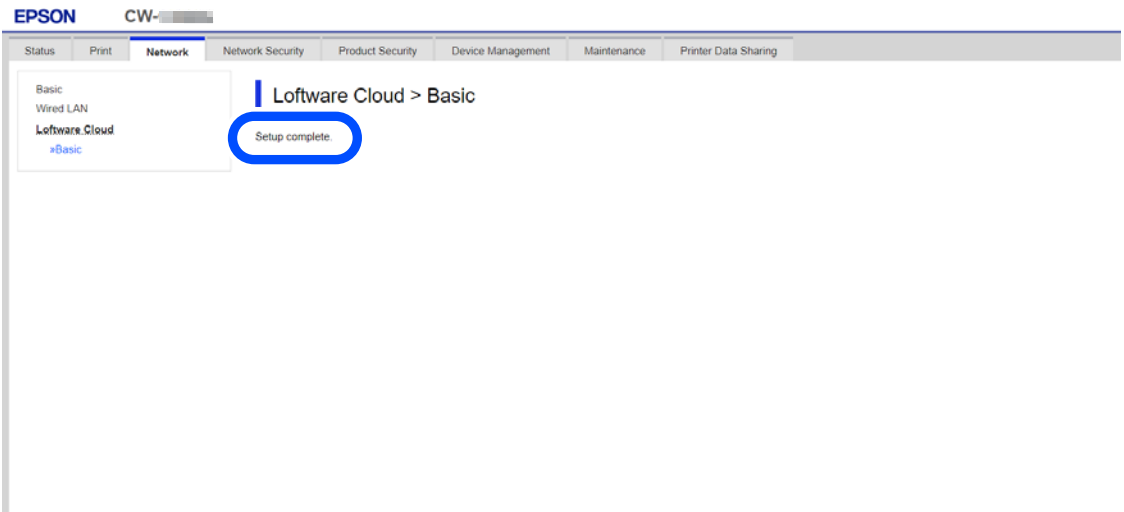 EPSON CW-
Status Print Network Network Security Product Security Device Management Maintenance Printer Data Sharing
Basic
Wired LAN
Loftware Cloud
»Basic
Loftware Cloud > Basic
Setup complete.